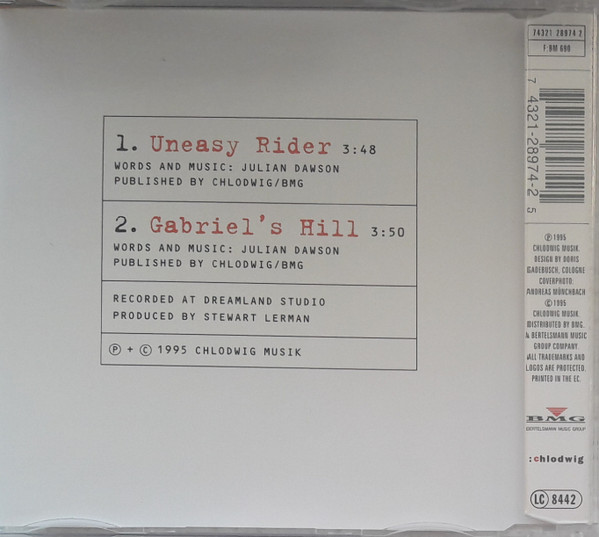 1. Uneasy Rider 3:48
WORDS AND MUSIC: JULIAN DAWSON
PUBLISHED BY CHLODWIG/BMG
2. Gabriel's Hill 3:50
WORDS AND MUSIC: JULIAN DAWSON
PUBLISHED BY CHLODWIG/BMG
RECORDED AT DREAMLAND STUDIO
PRODUCED BY STEWART LERMAN
Ⓟ + © 1995 CHLODWIG MUSIK
74321 28974 2
F: BM 600
7 4321-28974-2 5
Ⓟ 1995
CHLODWIG MUSIK.
DESIGN BY DORIS
GADEBUSCH, COLOGNE
COVERPHOTO:
ANDREAS MÜNCHBACH
© 1995
CHLODWIG MUSIK.
DISTRIBUTED BY BMG.
A BERTELSMANN MUSIC
GROUP COMPANY.
ALL TRADEMARKS AND
LOGOS ARE PROTECTED.
PRINTED IN THE EC.
BMG
BERTELSMANN MUSIC GROUP
:chlodwig
LC 8442